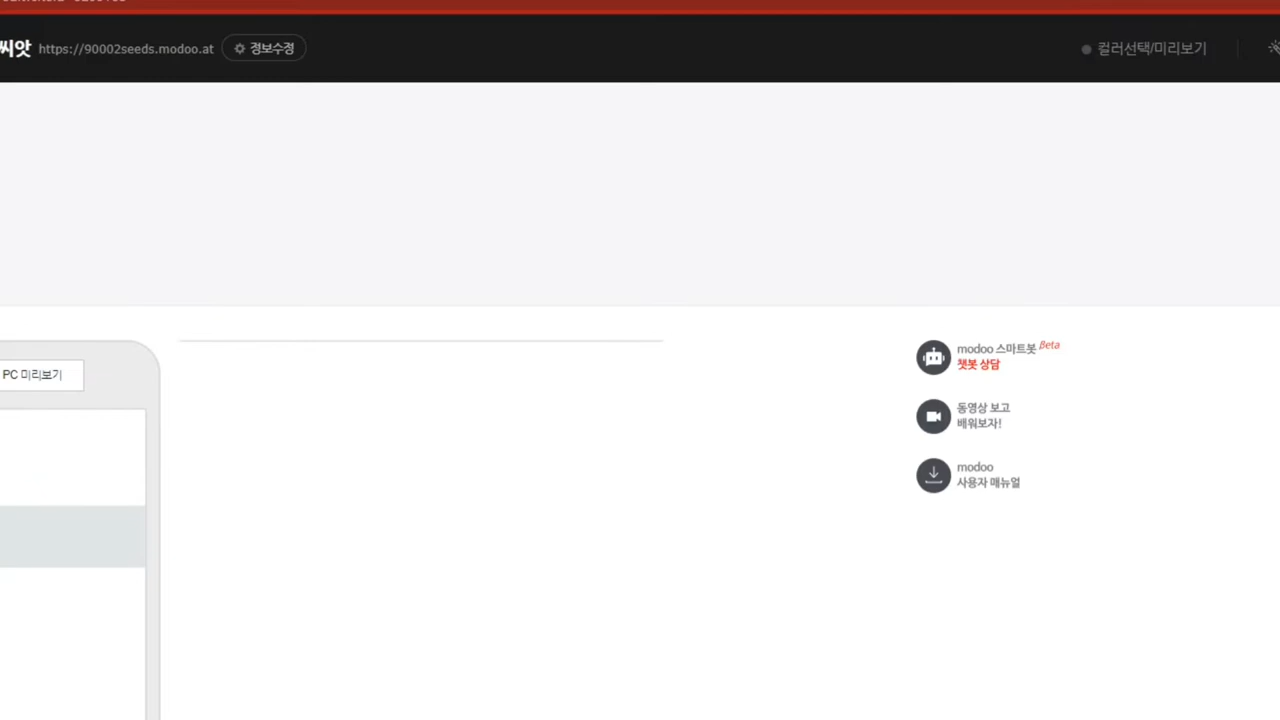 씨앗 https://90002seeds.modoo.at 정보수정 컬러선택/미리보기
PC 미리보기
modoo 스마트봇 Beta
챗봇 상담
동영상 보고
배워보자!
modoo
사용자 매뉴얼